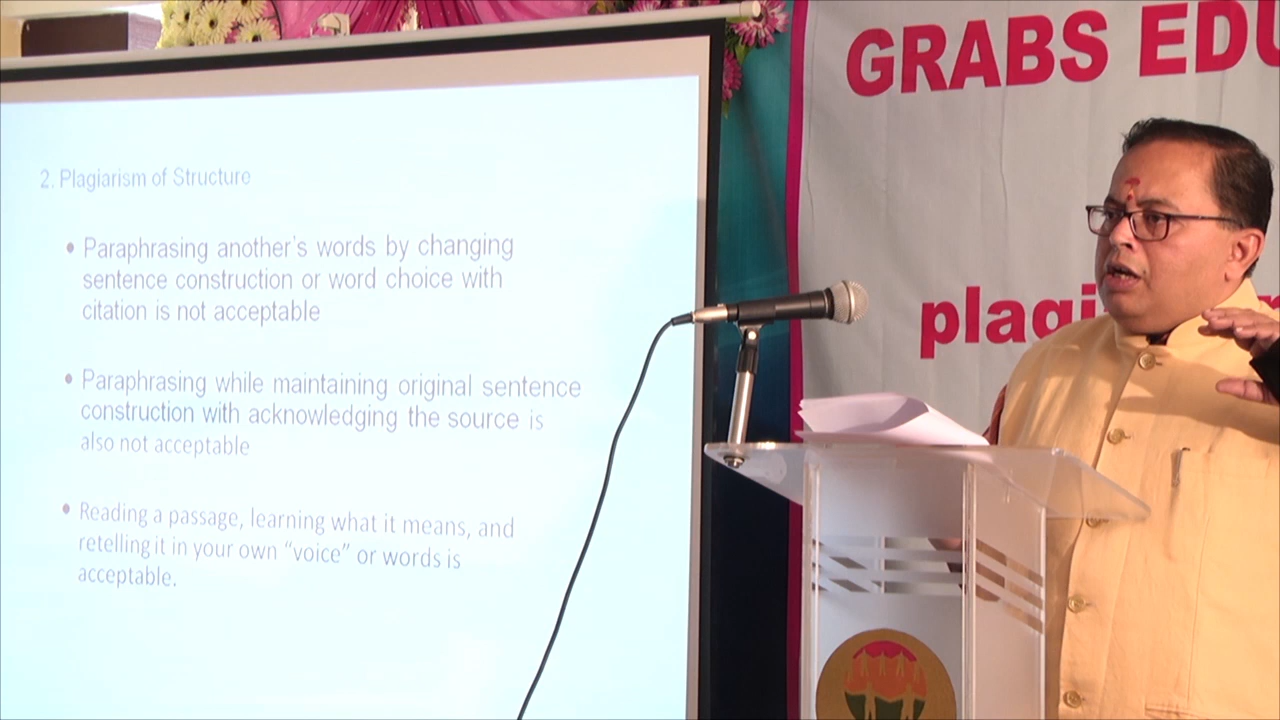 2. Plagiarism of Structure
• Paraphrasing another's words by changing
sentence construction or word choice with
citation is not acceptable
• Paraphrasing while maintaining original sentence
construction with acknowledging the source is
also not acceptable
• Reading a passage, learning what it means, and
retelling it in your own “voice” or words is
acceptable.
GRABS EDU
plagi